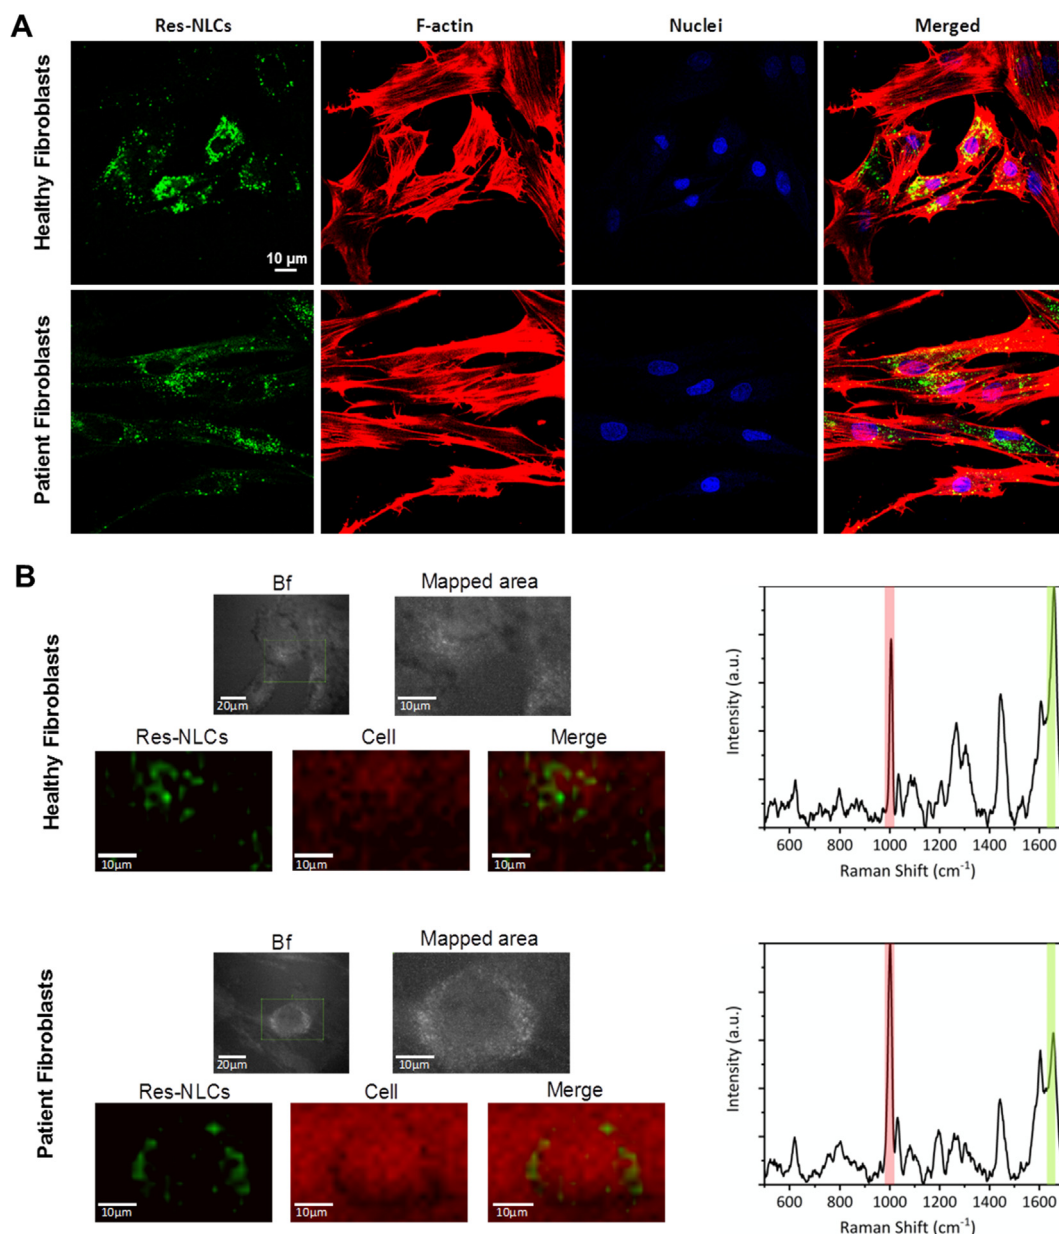 A
Res-NLCs
F-actin
Nuclei
Merged
Healthy Fibroblasts
10 µm
Patient Fibroblasts
B
Healthy Fibroblasts
Bf
Mapped area
20µm
10µm
Res-NLCs
Cell
Merge
10µm
10µm
10µm
Intensity (a.u.)
600 800 1000 1200 1400 1600
Raman Shift (cm⁻¹)
Patient Fibroblasts
Bf
Mapped area
20µm
10µm
Res-NLCs
Cell
Merge
10µm
10µm
10µm
Intensity (a.u.)
600 800 1000 1200 1400 1600
Raman Shift (cm⁻¹)